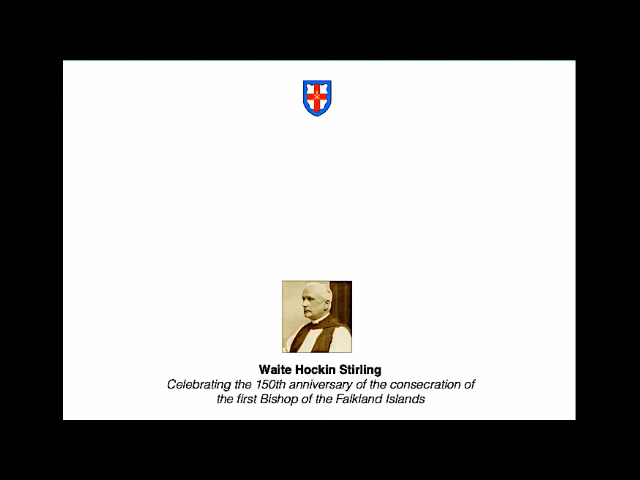 Waite Hockin Stirling
Celebrating the 150th anniversary of the consecration of
the first Bishop of the Falkland Islands